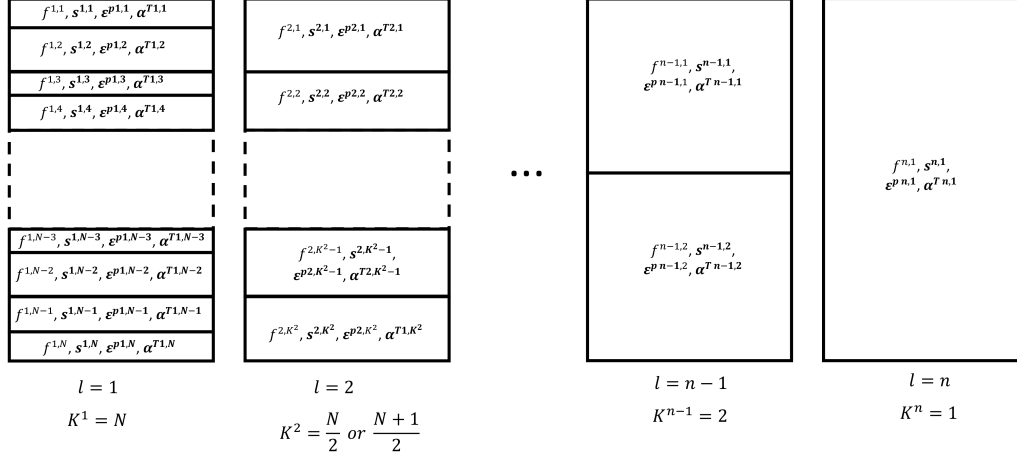 f^{1,1}, s^{1,1}, ε^{p1,1}, α^{T1,1}
f^{1,2}, s^{1,2}, ε^{p1,2}, α^{T1,2}
f^{1,3}, s^{1,3}, ε^{p1,3}, α^{T1,3}
f^{1,4}, s^{1,4}, ε^{p1,4}, α^{T1,4}
f^{1,N−3}, s^{1,N−3}, ε^{p1,N−3}, α^{T1,N−3}
f^{1,N−2}, s^{1,N−2}, ε^{p1,N−2}, α^{T1,N−2}
f^{1,N−1}, s^{1,N−1}, ε^{p1,N−1}, α^{T1,N−1}
f^{1,N}, s^{1,N}, ε^{p1,N}, α^{T1,N}
l = 1
K^1 = N
f^{2,1}, s^{2,1}, ε^{p2,1}, α^{T2,1}
f^{2,2}, s^{2,2}, ε^{p2,2}, α^{T2,2}
f^{2,K^2−1}, s^{2,K^2−1},
ε^{p2,K^2−1}, α^{T2,K^2−1}
f^{2,K^2}, s^{2,K^2}, ε^{p2,K^2}, α^{T1,K^2}
l = 2
K^2 = N/2 or (N + 1)/2
...
f^{n−1,1}, s^{n−1,1},
ε^{p n−1,1}, α^{T n−1,1}
f^{n−1,2}, s^{n−1,2},
ε^{p n−1,2}, α^{T n−1,2}
l = n − 1
K^{n−1} = 2
f^{n,1}, s^{n,1},
ε^{p n,1}, α^{T n,1}
l = n
K^n = 1